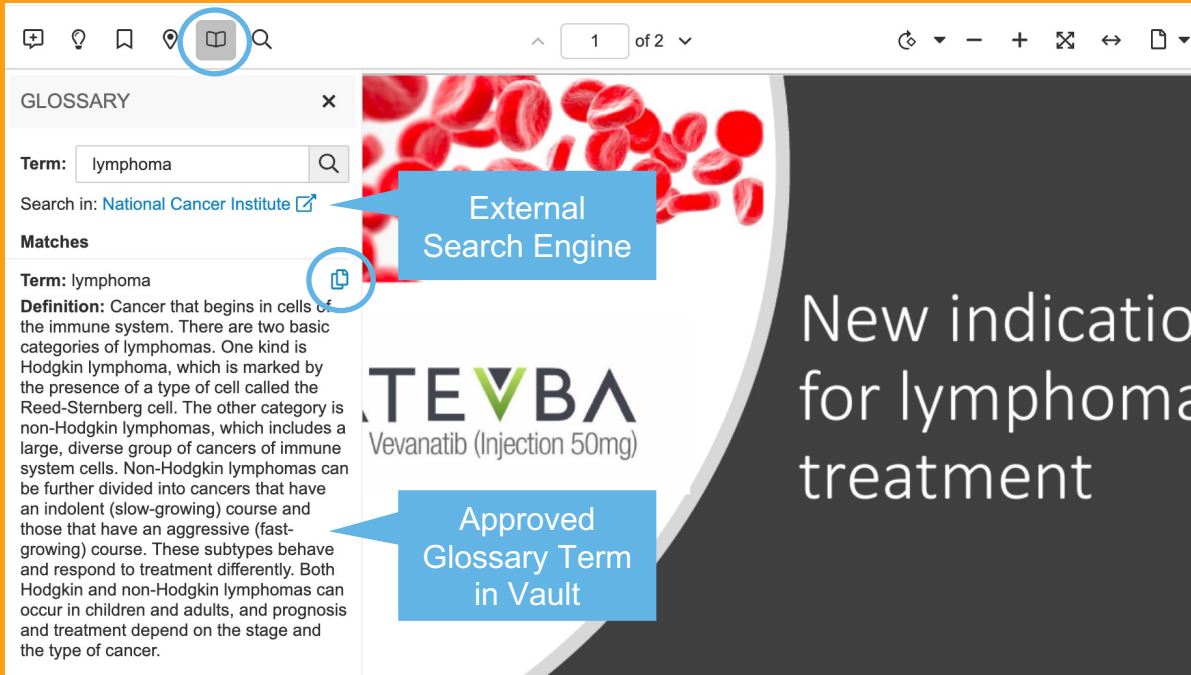 1 of 2
GLOSSARY
Term: lymphoma
Search in: National Cancer Institute
Matches
Term: lymphoma
Definition: Cancer that begins in cells of
the immune system. There are two basic
categories of lymphomas. One kind is
Hodgkin lymphoma, which is marked by
the presence of a type of cell called the
Reed-Sternberg cell. The other category is
non-Hodgkin lymphomas, which includes a
large, diverse group of cancers of immune
system cells. Non-Hodgkin lymphomas can
be further divided into cancers that have
an indolent (slow-growing) course and
those that have an aggressive (fast-
growing) course. These subtypes behave
and respond to treatment differently. Both
Hodgkin and non-Hodgkin lymphomas can
occur in children and adults, and prognosis
and treatment depend on the stage and
the type of cancer.
External
Search Engine
TEVBA
Vevanatib (Injection 50mg)
Approved
Glossary Term
in Vault
New indicatio
for lymphoma
treatment